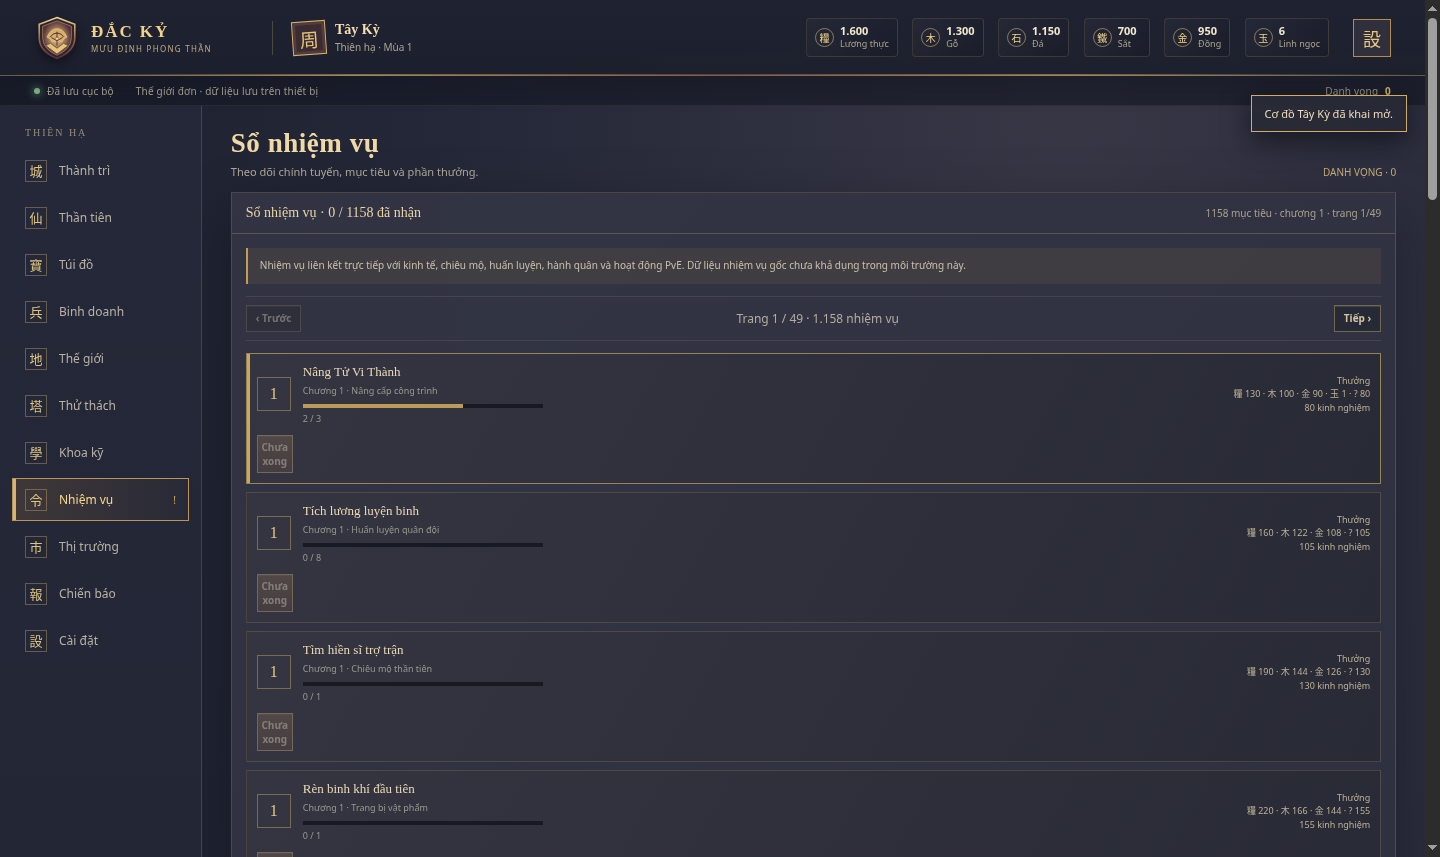 ĐẮC KỶ
MƯU ĐỊNH PHONG THẦN
周
Tây Kỳ
Thiên hạ · Mùa 1
糧 1.600 Lương thực
木 1.300 Gỗ
石 1.150 Đá
鐵 700 Sắt
金 950 Đồng
玉 6 Linh ngọc
設
Đã lưu cục bộ
Thế giới đơn · dữ liệu lưu trên thiết bị
Danh vọng 0
Cơ đồ Tây Kỳ đã khai mở.
THIÊN HẠ
城 Thành trì
仙 Thần tiên
寶 Túi đồ
兵 Binh doanh
地 Thế giới
塔 Thử thách
學 Khoa kỹ
令 Nhiệm vụ !
市 Thị trường
報 Chiến báo
設 Cài đặt
Sổ nhiệm vụ
Theo dõi chính tuyến, mục tiêu và phần thưởng.
DANH VỌNG · 0
Sổ nhiệm vụ · 0 / 1158 đã nhận
1158 mục tiêu · chương 1 · trang 1/49
Nhiệm vụ liên kết trực tiếp với kinh tế, chiêu mộ, huấn luyện, hành quân và hoạt động PvE. Dữ liệu nhiệm vụ gốc chưa khả dụng trong môi trường này.
‹ Trước
Trang 1 / 49 · 1.158 nhiệm vụ
Tiếp ›
1
Nâng Tử Vi Thành
Chương 1 · Nâng cấp công trình
2 / 3
Thưởng
糧 130 · 木 100 · 金 90 · 玉 1 · ? 80
80 kinh nghiệm
Chưa
xong
1
Tích lương luyện binh
Chương 1 · Huấn luyện quân đội
0 / 8
Thưởng
糧 160 · 木 122 · 金 108 · ? 105
105 kinh nghiệm
Chưa
xong
1
Tìm hiền sĩ trợ trận
Chương 1 · Chiêu mộ thần tiên
0 / 1
Thưởng
糧 190 · 木 144 · 金 126 · ? 130
130 kinh nghiệm
Chưa
xong
1
Rèn binh khí đầu tiên
Chương 1 · Trang bị vật phẩm
0 / 1
Thưởng
糧 220 · 木 166 · 金 144 · ? 155
155 kinh nghiệm